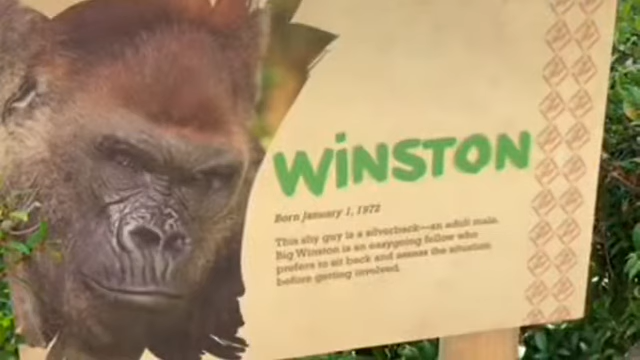 WiNSTON
Born January 1, 1972
This shy guy is a silverback—an adult male.
Big Winston is an easygoing fellow who
prefers to sit back and assess the situation
before getting involved.